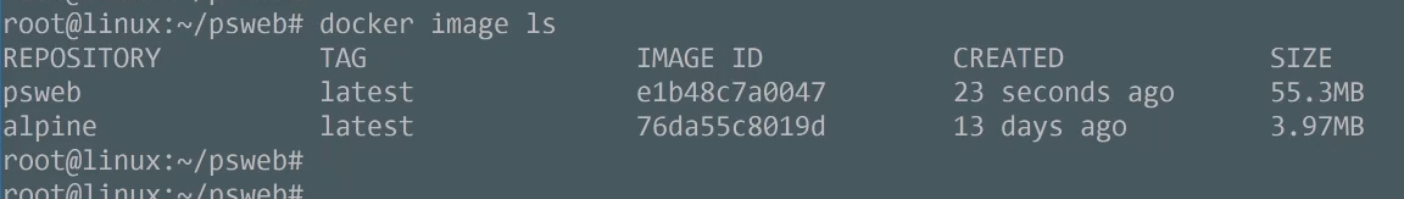 root@linux:~/psweb# docker image ls
REPOSITORY TAG IMAGE ID CREATED SIZE
psweb latest e1b48c7a0047 23 seconds ago 55.3MB
alpine latest 76da55c8019d 13 days ago 3.97MB
root@linux:~/psweb#
root@linux:~/psweb#